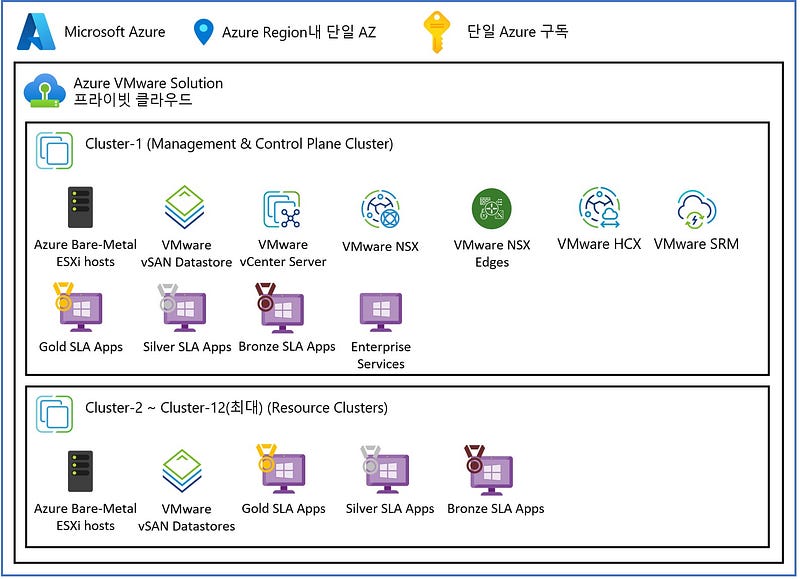 Microsoft Azure
Azure Region내 단일 AZ
단일 Azure 구독
Azure VMware Solution
프라이빗 클라우드
Cluster-1 (Management & Control Plane Cluster)
Azure Bare-Metal
ESXi hosts
VMware
vSAN Datastore
VMware
vCenter Server
VMware NSX
VMware NSX
Edges
VMware HCX
VMware SRM
Gold SLA Apps
Silver SLA Apps
Bronze SLA Apps
Enterprise
Services
Cluster-2 ~ Cluster-12(최대) (Resource Clusters)
Azure Bare-Metal
ESXi hosts
VMware
vSAN Datastores
Gold SLA Apps
Silver SLA Apps
Bronze SLA Apps